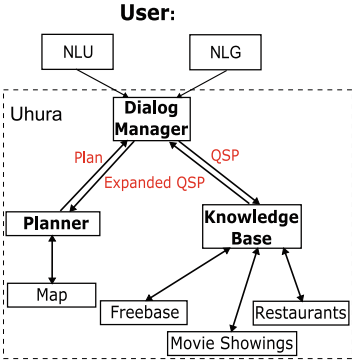 User:
NLU
NLG
Uhura
Dialog
Manager
Plan
QSP
Expanded QSP
Planner
Knowledge
Base
Map
Freebase
Restaurants
Movie Showings